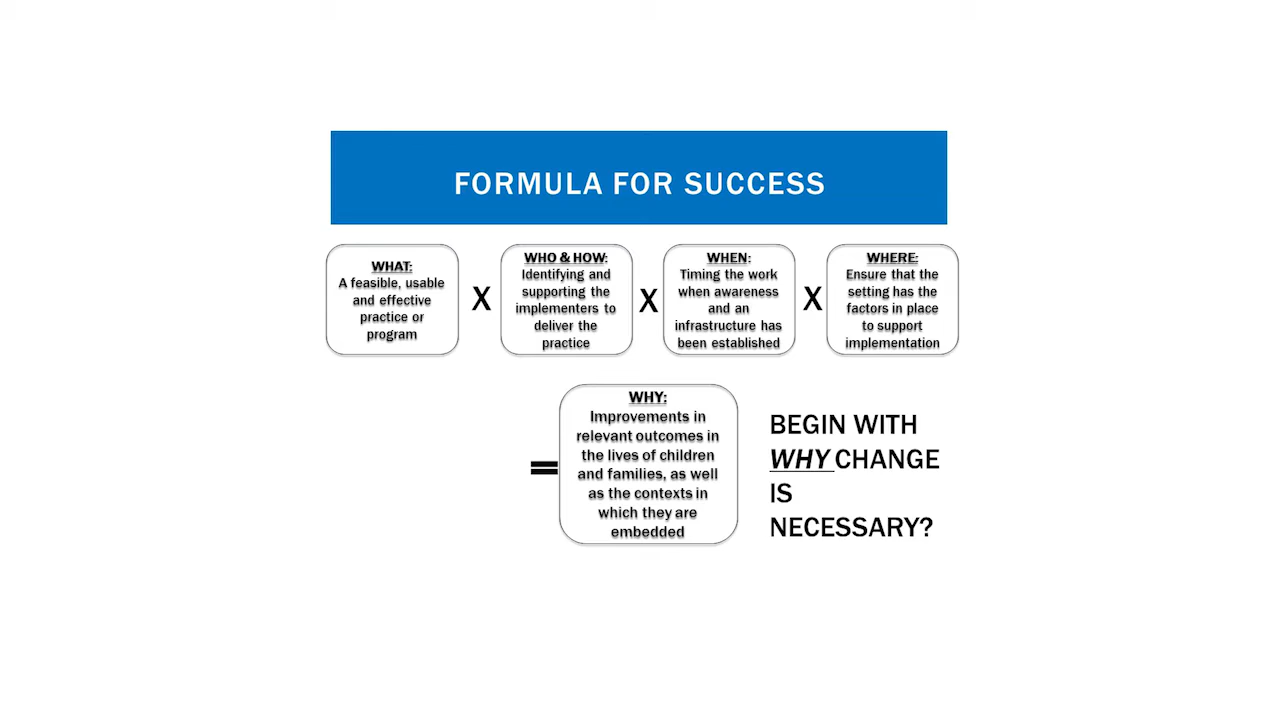 FORMULA FOR SUCCESS
WHAT:
A feasible, usable
and effective
practice or
program
X
WHO & HOW:
Identifying and
supporting the
implementers to
deliver the
practice
X
WHEN:
Timing the work
when awareness
and an
infrastructure has
been established
X
WHERE:
Ensure that the
setting has the
factors in place
to support
implementation
=
WHY:
Improvements in
relevant outcomes in
the lives of children
and families, as well
as the contexts in
which they are
embedded
BEGIN WITH
WHY CHANGE
IS
NECESSARY?